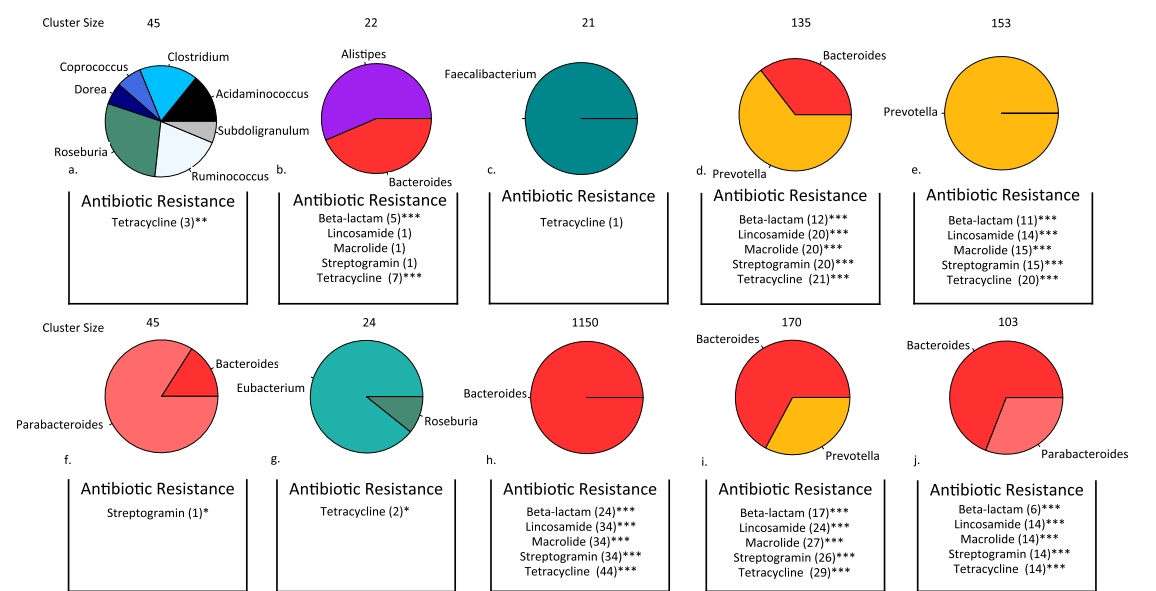 Cluster Size 45 22 21 135 153
Clostridium
Coprococcus
Dorea
Acidaminococcus
Subdoligranulum
Roseburia
Ruminococcus
a.
Alistipes
Bacteroides
b.
Faecalibacterium
c.
Bacteroides
Prevotella
d.
Prevotella
e.
Antibiotic Resistance
Tetracycline (3)**
Antibiotic Resistance
Beta-lactam (5)***
Lincosamide (1)
Macrolide (1)
Streptogramin (1)
Tetracycline (7)***
Antibiotic Resistance
Tetracycline (1)
Antibiotic Resistance
Beta-lactam (12)***
Lincosamide (20)***
Macrolide (20)***
Streptogramin (20)***
Tetracycline (21)***
Antibiotic Resistance
Beta-lactam (11)***
Lincosamide (14)***
Macrolide (15)***
Streptogramin (15)***
Tetracycline (20)***
Cluster Size 45 24 1150 170 103
Bacteroides
Parabacteroides
f.
Eubacterium
Roseburia
g.
Bacteroides
h.
Bacteroides
Prevotella
i.
Bacteroides
Parabacteroides
j.
Antibiotic Resistance
Streptogramin (1)*
Antibiotic Resistance
Tetracycline (2)*
Antibiotic Resistance
Beta-lactam (24)***
Lincosamide (34)***
Macrolide (34)***
Streptogramin (34)***
Tetracycline (44)***
Antibiotic Resistance
Beta-lactam (17)***
Lincosamide (24)***
Macrolide (27)***
Streptogramin (26)***
Tetracycline (29)***
Antibiotic Resistance
Beta-lactam (6)***
Lincosamide (14)***
Macrolide (14)***
Streptogramin (14)***
Tetracycline (14)***